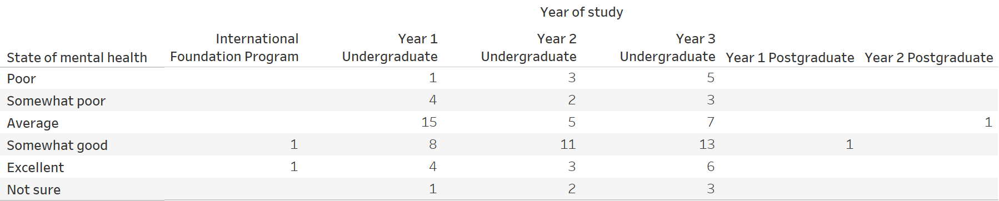 Year of study
International Foundation Program
Year 1 Undergraduate
Year 2 Undergraduate
Year 3 Undergraduate
State of mental health Year 1 Postgraduate Year 2 Postgraduate
Poor 1 3 5
Somewhat poor 4 2 3
Average 15 5 7 1
Somewhat good 1 8 11 13 1
Excellent 1 4 3 6
Not sure 1 2 3